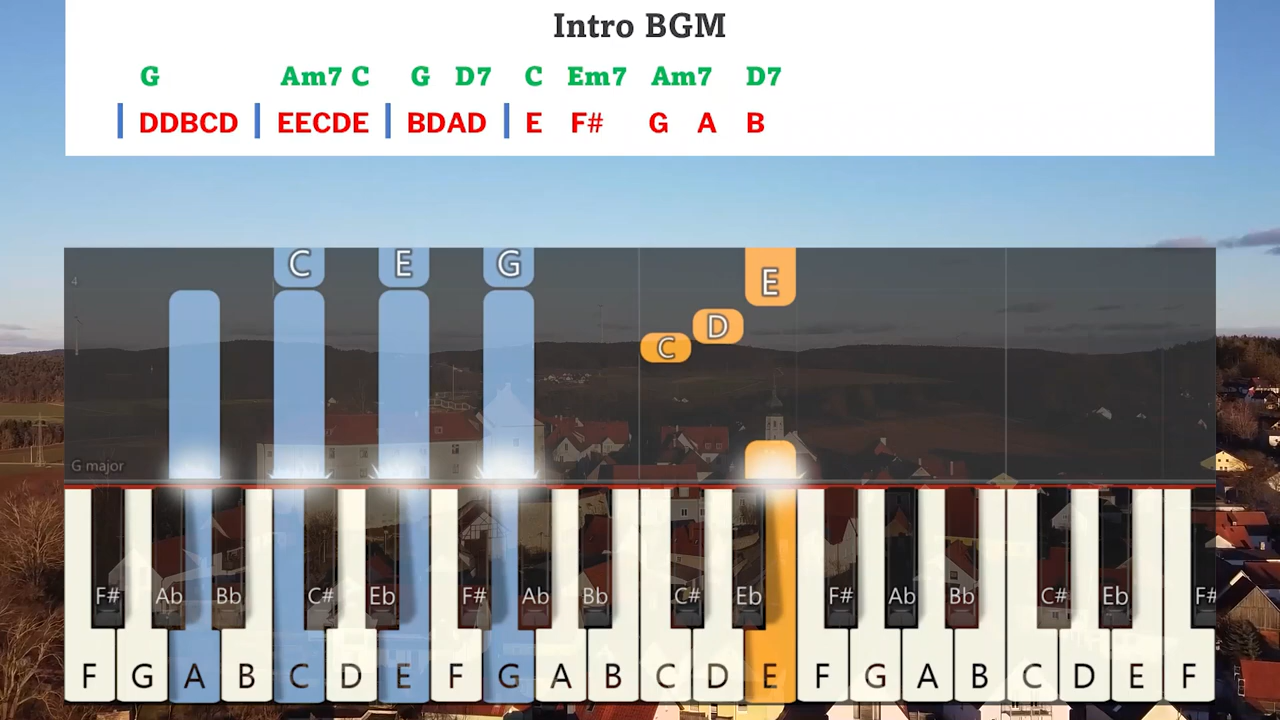 Intro BGM
G Am7 C G D7 C Em7 Am7 D7
| DDBCD | EECDE | BDAD | E F# G A B
C E G
E
D
C
4
G major
F# Ab Bb C# Eb F# Ab Bb C# Eb F# Ab Bb C# Eb F#
F G A B C D E F G A B C D E F G A B C D E F